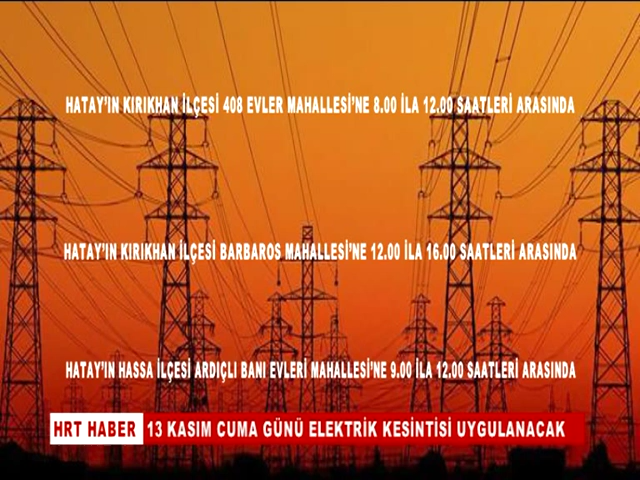 HATAY'IN KIRIKHAN İLÇESİ 408 EVLER MAHALLESİ'NE 8.00 İLA 12.00 SAATLERİ ARASINDA
HATAY'IN KIRIKHAN İLÇESİ BARBAROS MAHALLESİ'NE 12.00 İLA 16.00 SAATLERİ ARASINDA
HATAY'IN HASSA İLÇESİ ARDIÇLI BANI EVLERİ MAHALLESİ'NE 9.00 İLA 12.00 SAATLERİ ARASINDA
HRT HABER 13 KASIM CUMA GÜNÜ ELEKTRİK KESİNTİSİ UYGULANACAK